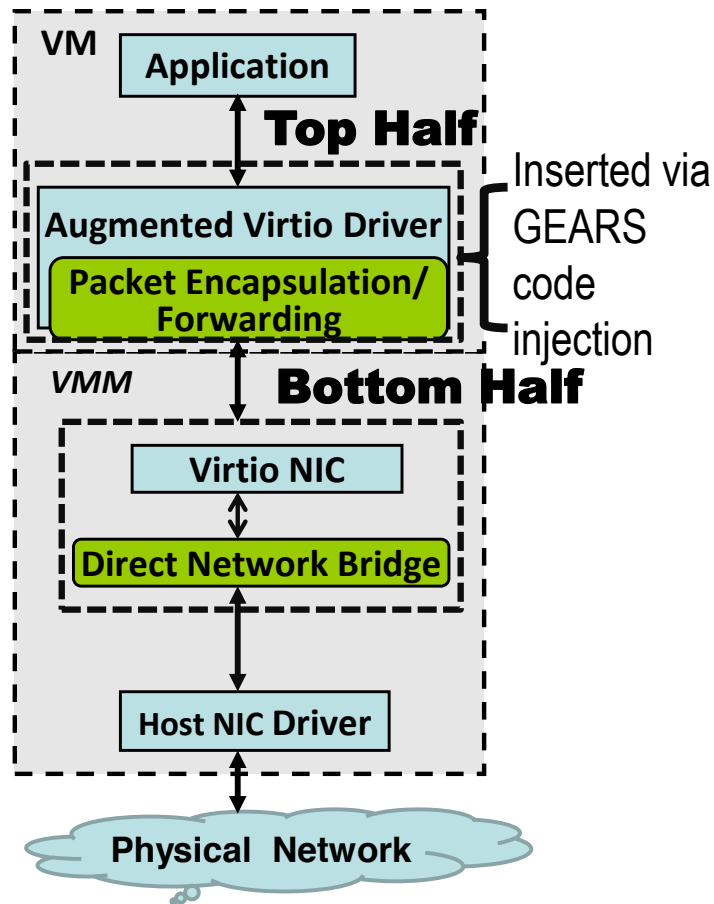 VM
Application
Top Half
Augmented Virtio Driver
Packet Encapsulation/
Forwarding
Inserted via
GEARS
code
injection
VMM
Bottom Half
Virtio NIC
Direct Network Bridge
Host NIC Driver
Physical Network